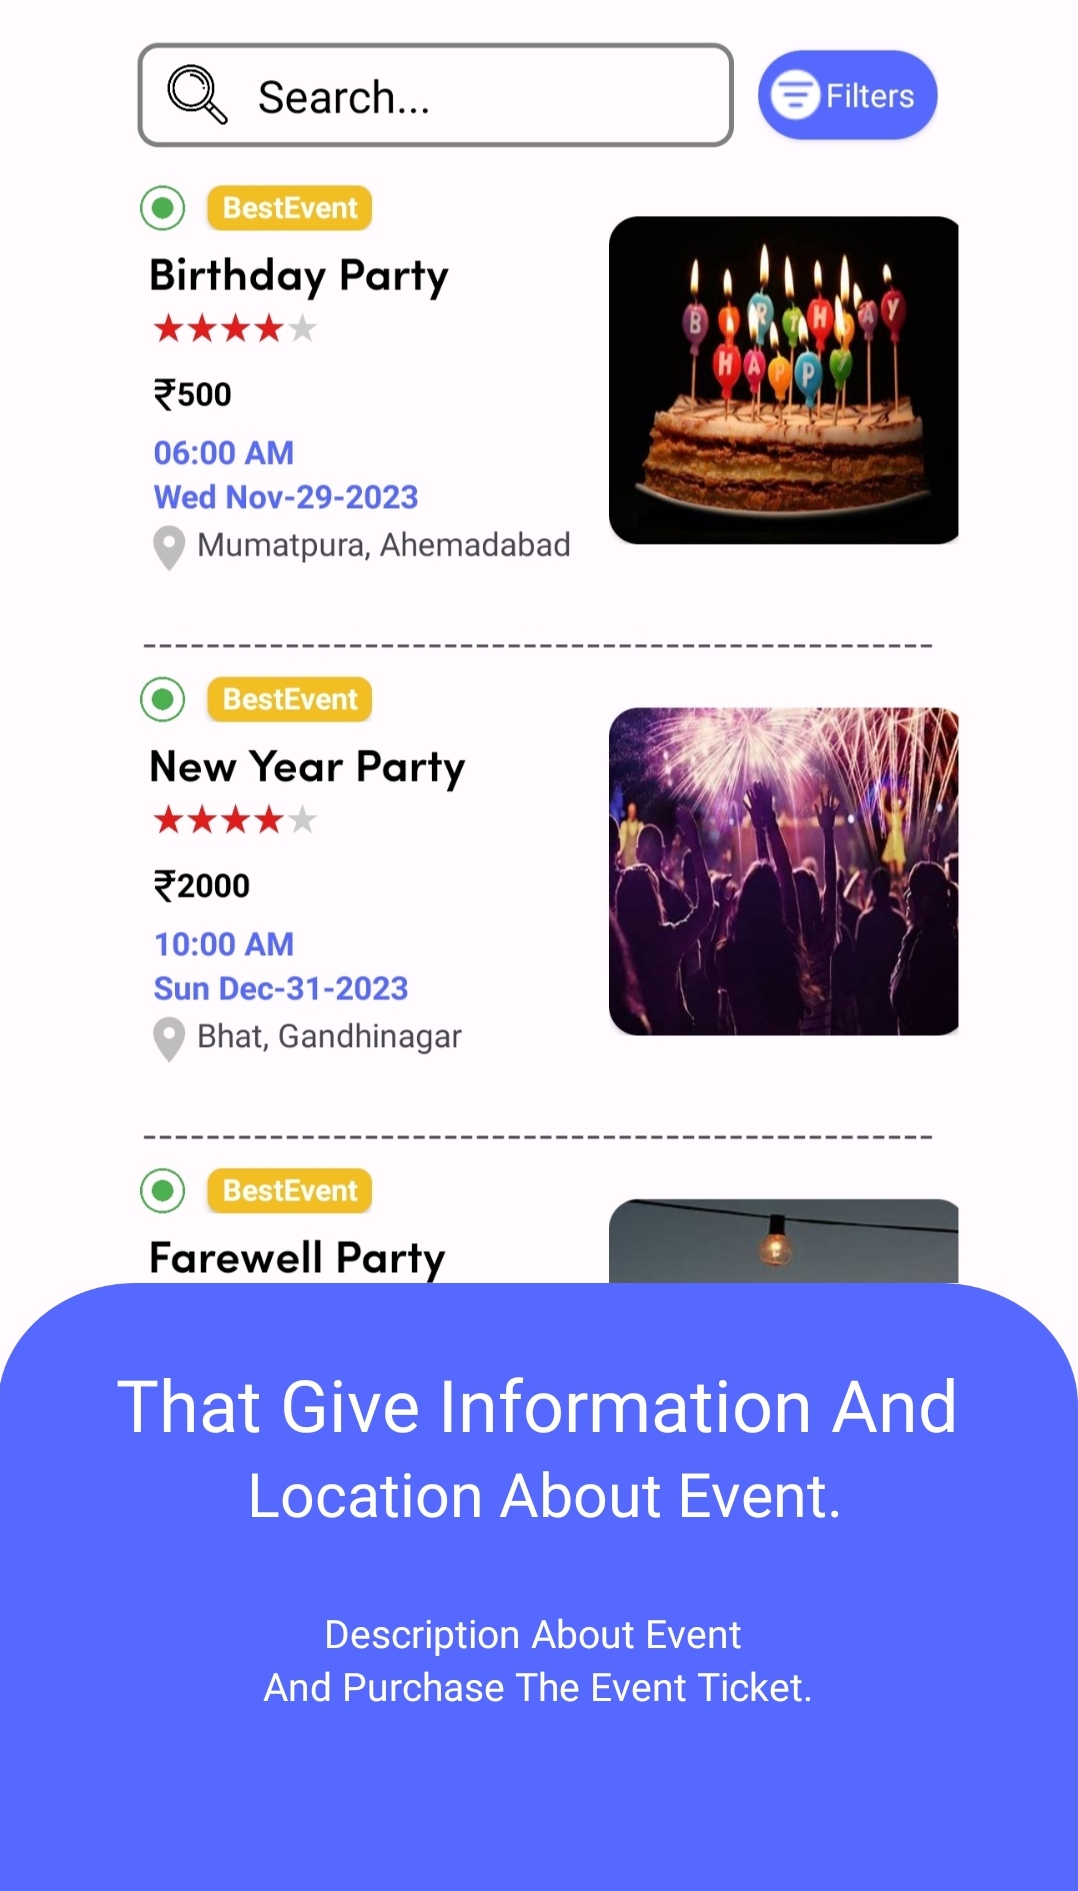 Search...
Filters
BestEvent
Birthday Party
₹500
06:00 AM
Wed Nov-29-2023
Mumatpura, Ahemadabad
B R T H A Y
H A P P Y
BestEvent
New Year Party
₹2000
10:00 AM
Sun Dec-31-2023
Bhat, Gandhinagar
BestEvent
Farewell Party
That Give Information And
Location About Event.
Description About Event
And Purchase The Event Ticket.